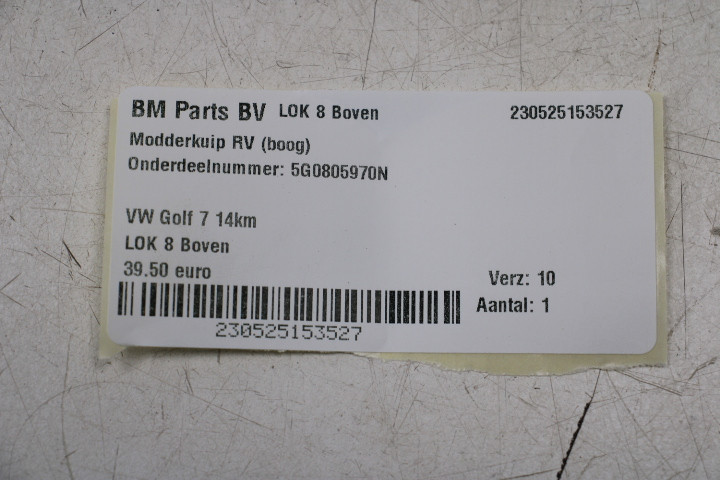 BM Parts BV LOK 8 Boven 230525153527
Modderkuip RV (boog)
Onderdeelnummer: 5G0805970N
VW Golf 7 14km
LOK 8 Boven
39.50 euro
Verz: 10
Aantal: 1
230525153527